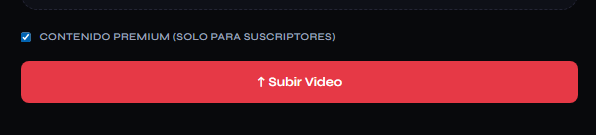 CONTENIDO PREMIUM (SOLO PARA SUSCRIPTORES)
↑ Subir Video